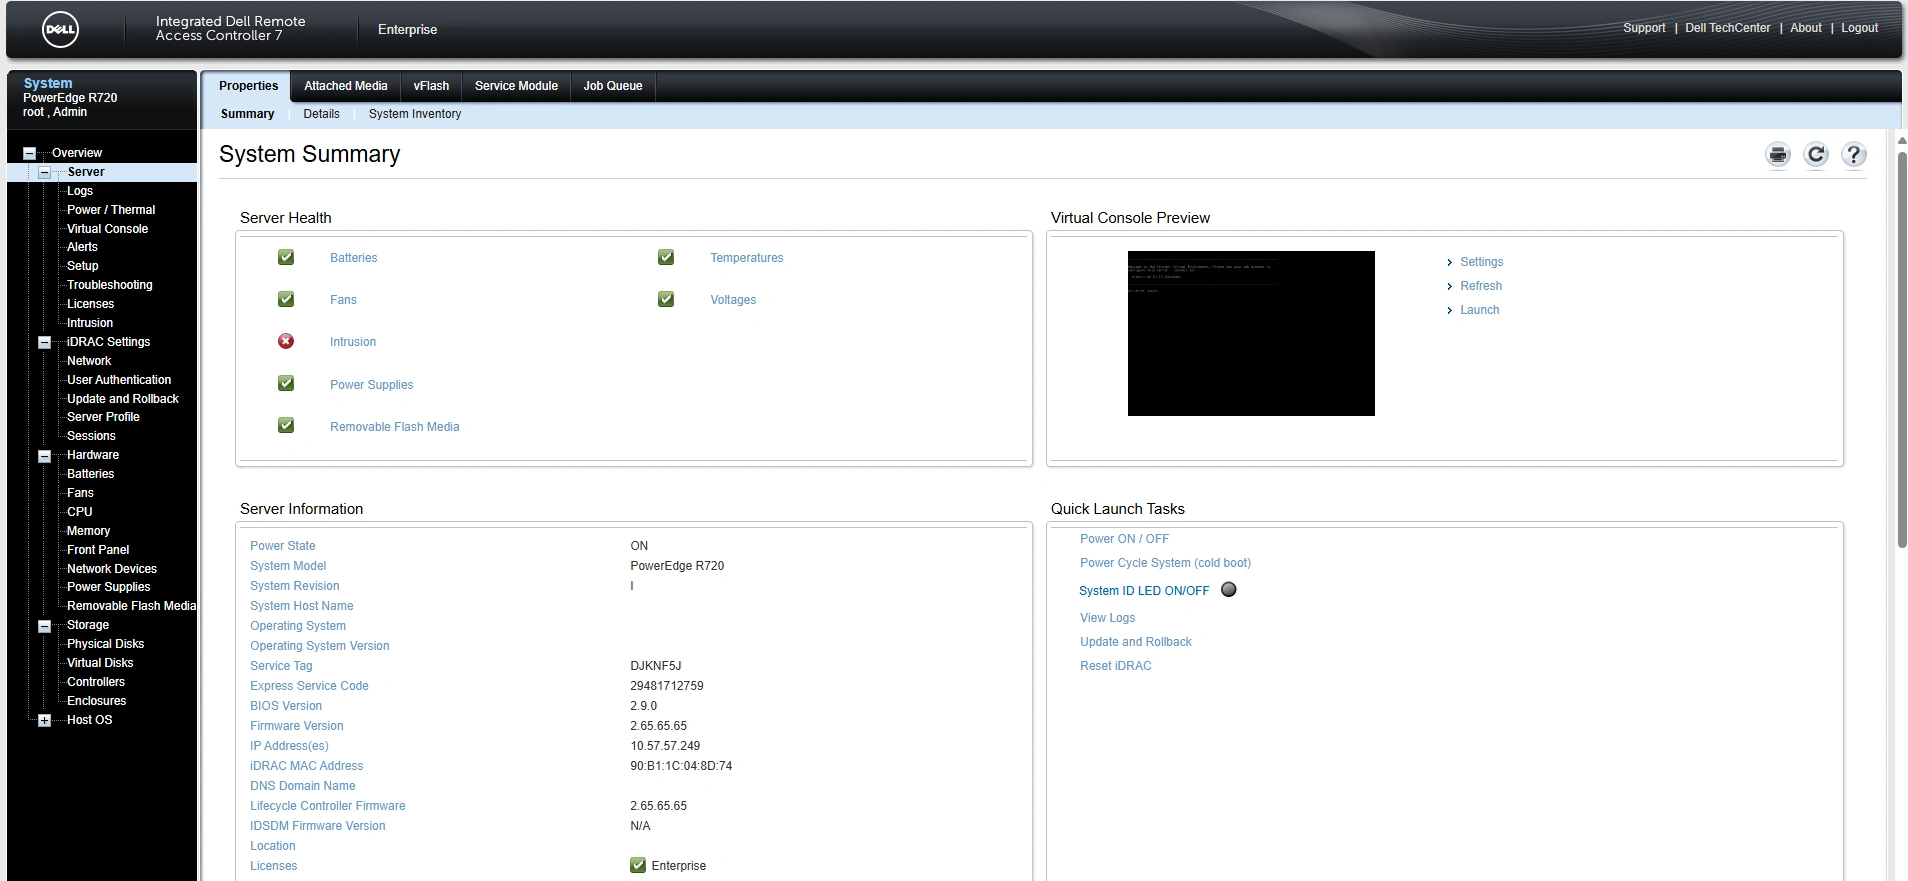 DELL
Integrated Dell Remote
Access Controller 7
Enterprise
Support | Dell TechCenter | About | Logout
System
PowerEdge R720
root , Admin
Properties Attached Media vFlash Service Module Job Queue
Summary Details System Inventory
Overview
Server
Logs
Power / Thermal
Virtual Console
Alerts
Setup
Troubleshooting
Licenses
Intrusion
iDRAC Settings
Network
User Authentication
Update and Rollback
Server Profile
Sessions
Hardware
Batteries
Fans
CPU
Memory
Front Panel
Network Devices
Power Supplies
Removable Flash Media
Storage
Physical Disks
Virtual Disks
Controllers
Enclosures
Host OS
System Summary
Server Health
Batteries Temperatures
Fans Voltages
Intrusion
Power Supplies
Removable Flash Media
Virtual Console Preview
Settings
Refresh
Launch
Server Information
Power State ON
System Model PowerEdge R720
System Revision I
System Host Name
Operating System
Operating System Version
Service Tag DJKNF5J
Express Service Code 29481712759
BIOS Version 2.9.0
Firmware Version 2.65.65.65
IP Address(es) 10.57.57.249
iDRAC MAC Address 90:B1:1C:04:8D:74
DNS Domain Name
Lifecycle Controller Firmware 2.65.65.65
IDSDM Firmware Version N/A
Location
Licenses Enterprise
Quick Launch Tasks
Power ON / OFF
Power Cycle System (cold boot)
System ID LED ON/OFF
View Logs
Update and Rollback
Reset iDRAC